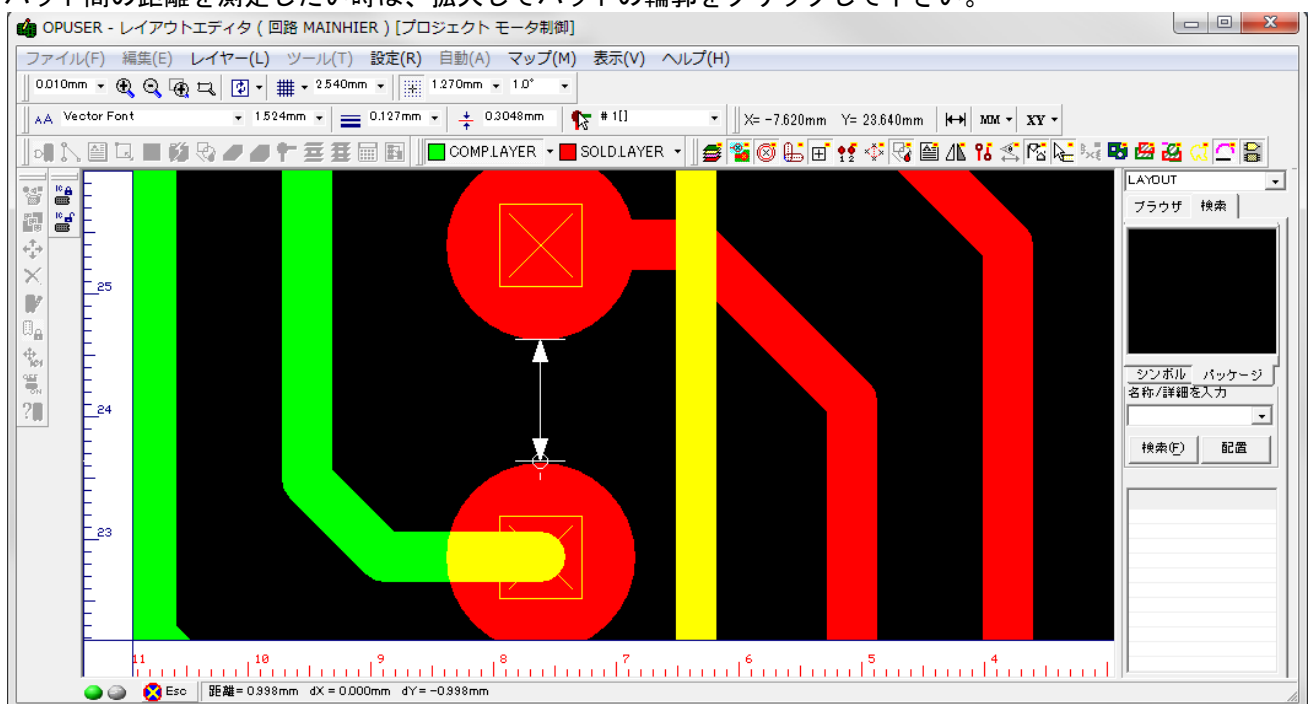 パット間の距離を測定したい時は、拡大してパットの輪郭をクリックして下さい。
OPUSER - レイアウトエディタ ( 回路 MAINHIER ) [プロジェクト モータ制御]
ファイル(F) 編集(E) レイヤー(L) ツール(T) 設定(R) 自動(A) マップ(M) 表示(V) ヘルプ(H)
0.010mm 2.540mm 1.270mm 1.0°
AA Vector Font 1.524mm 0.127mm 0.3048mm # 1[] X= -7.620mm Y= 23.640mm MM XY
COMP.LAYER SOLD.LAYER
LAYOUT
ブラウザ 検索
25
24
23
シンボル パッケージ
名称/詳細を入力
検索(F) 配置
11 10 9 8 7 6 5 4
Esc 距離= 0.998mm dX = 0.000mm dY= -0.998mm